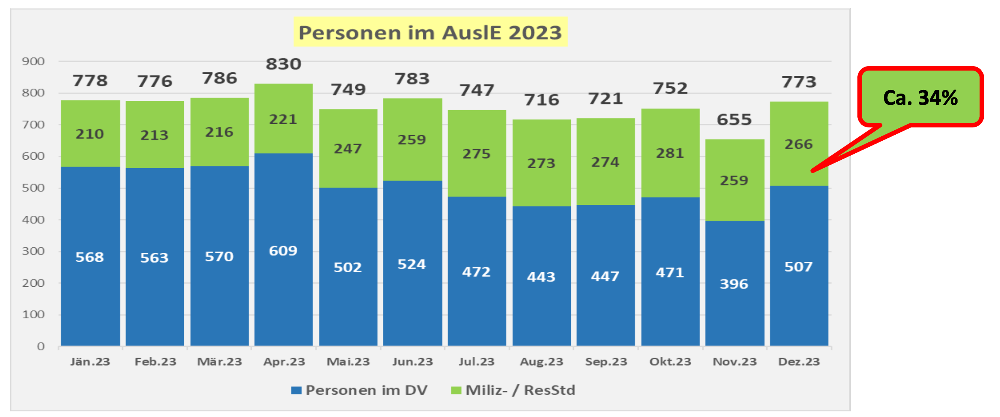 Personen im AuslE 2023
900
800
700
600
500
400
300
200
100
0
778 776 786 830 749 783 747 716 721 752 655 773
210 213 216 221 247 259 275 273 274 281 259 266
568 563 570 609 502 524 472 443 447 471 396 507
Jän.23 Feb.23 Mär.23 Apr.23 Mai.23 Jun.23 Jul.23 Aug.23 Sep.23 Okt.23 Nov.23 Dez.23
Personen im DV Miliz- / ResStd
Ca. 34%